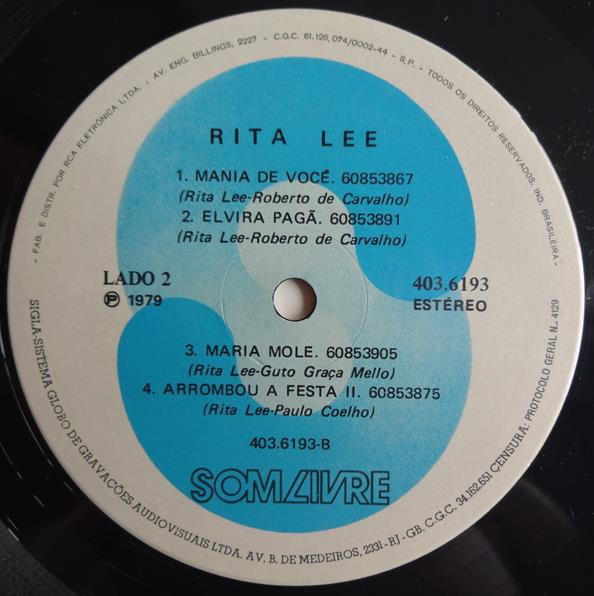 - FAB. E DISTR. POR RCA ELETRÔNICA LTDA. - AV. ENG. BILLINGS, 2227 - C.G.C. 61.126.074/0002-44 - S.P. - TODOS OS DIREITOS RESERVADOS. IND. BRASILEIRA -
RITA LEE
1. MANIA DE VOCÊ. 60853867
(Rita Lee-Roberto de Carvalho)
2. ELVIRA PAGÃ. 60853891
(Rita Lee-Roberto de Carvalho)
LADO 2
Ⓟ 1979
403.6193
ESTÉREO
3. MARIA MOLE. 60853905
(Rita Lee-Guto Graça Mello)
4. ARROMBOU A FESTA II. 60853875
(Rita Lee-Paulo Coelho)
403.6193-B
SOM LIVRE
SIGLA-SISTEMA GLOBO DE GRAVAÇÕES AUDIOVISUAIS LTDA. AV. B. DE MEDEIROS, 2331-RJ-GB. C.G.C. 34.162.651 CENSURA: PROTOCOLO GERAL N.. 4129